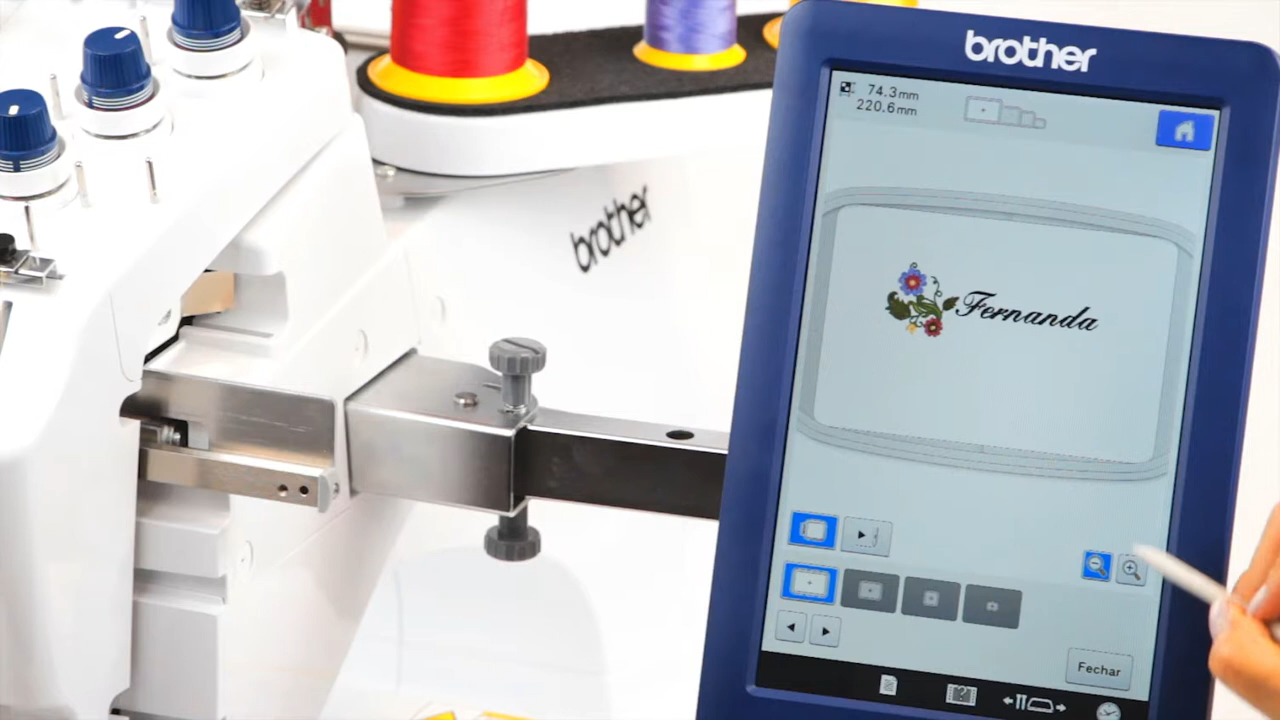 brother
74.3mm
220.6mm
brother
Fernanda
Fechar